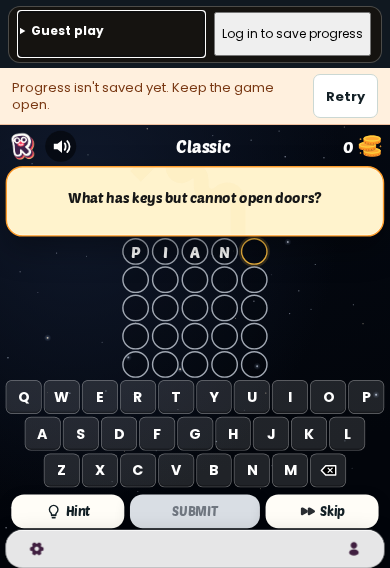 Guest play
Log in to save progress
Progress isn't saved yet. Keep the game
open.
Retry
Classic
0
What has keys but cannot open doors?
P I A N
Q W E R T Y U I O P
A S D F G H J K L
Z X C V B N M
Hint
SUBMIT
Skip